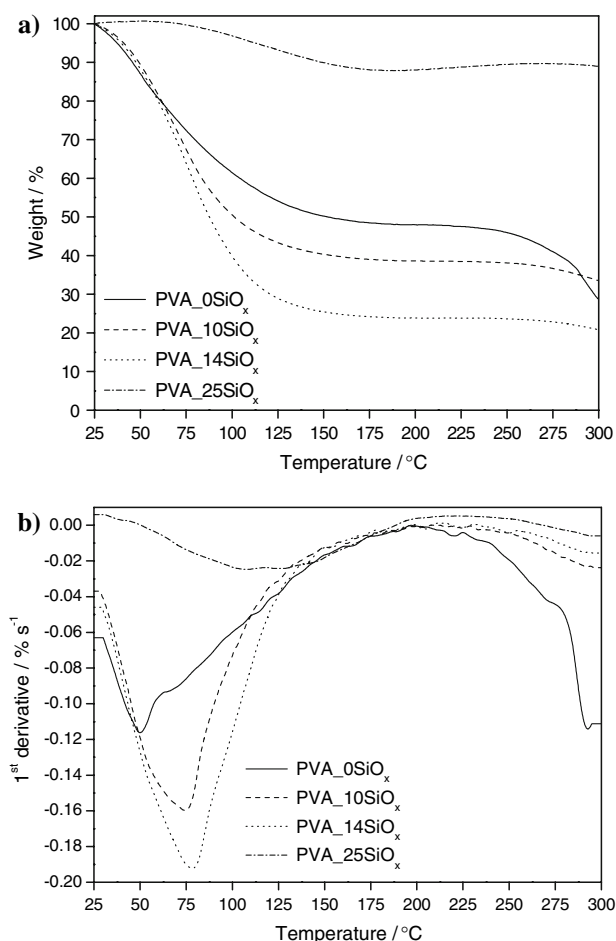 a)
100
90
80
70
60
50
40
30
20
10
0
Weight / %
PVA_0SiOₓ
PVA_10SiOₓ
PVA_14SiOₓ
PVA_25SiOₓ
25 50 75 100 125 150 175 200 225 250 275 300
Temperature / °C
b)
0.00
-0.02
-0.04
-0.06
-0.08
-0.10
-0.12
-0.14
-0.16
-0.18
-0.20
1ˢᵗ derivative / % s⁻¹
PVA_0SiOₓ
PVA_10SiOₓ
PVA_14SiOₓ
PVA_25SiOₓ
25 50 75 100 125 150 175 200 225 250 275 300
Temperature / °C